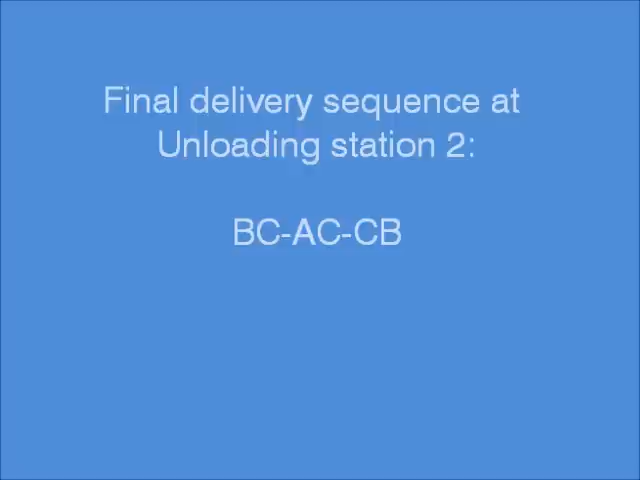 Final delivery sequence at
Unloading station 2:
BC-AC-CB